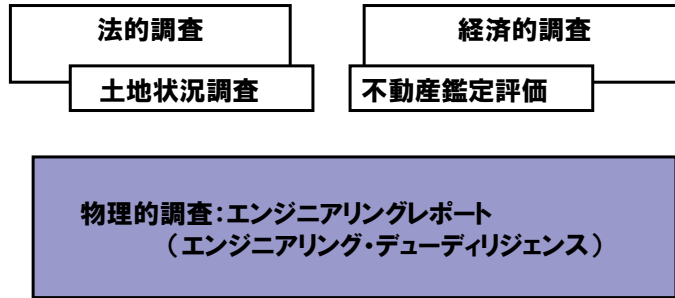 法的調査
経済的調査
土地状況調査
不動産鑑定評価
物理的調査：エンジニアリングレポート
（エンジニアリング・デューディリジェンス）